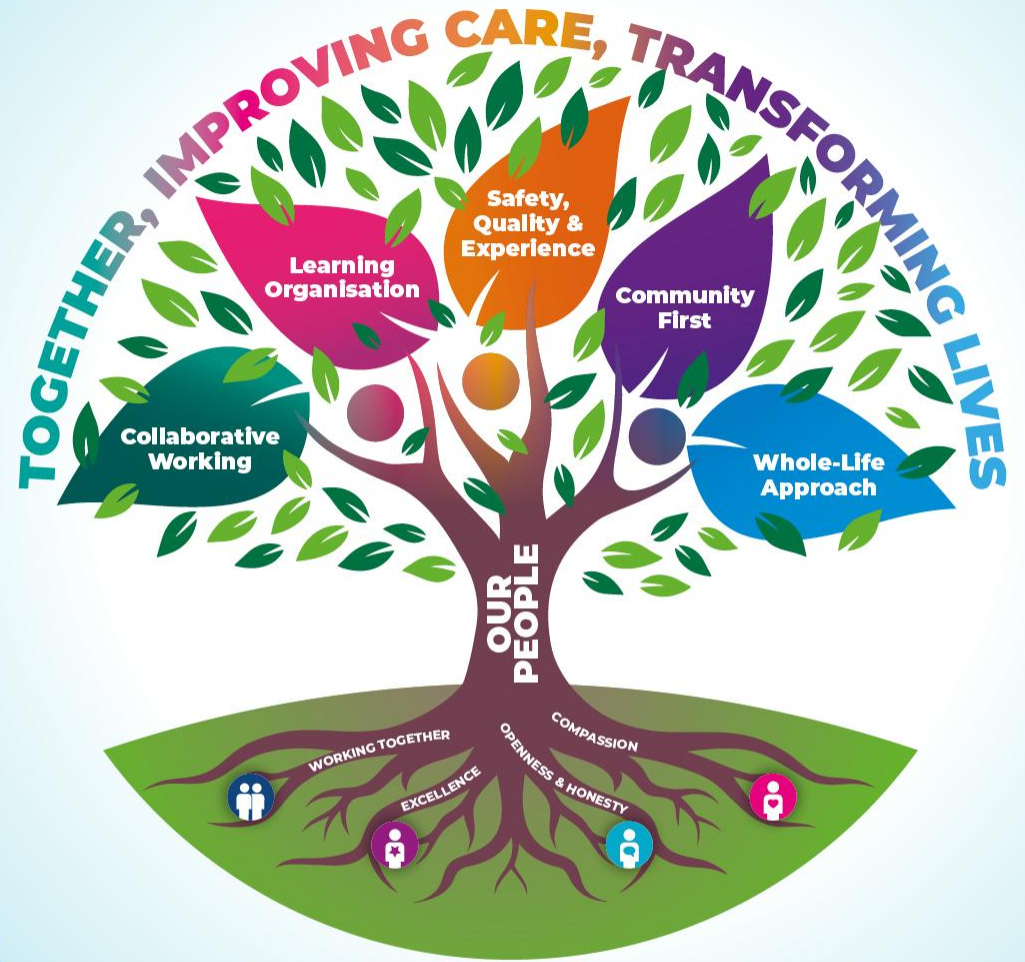 TOGETHER, IMPROVING CARE, TRANSFORMING LIVES
Safety,
Quality &
Experience
Learning
Organisation
Community
First
Collaborative
Working
Whole-Life
Approach
OUR
PEOPLE
WORKING TOGETHER
EXCELLENCE
OPENNESS & HONESTY
COMPASSION